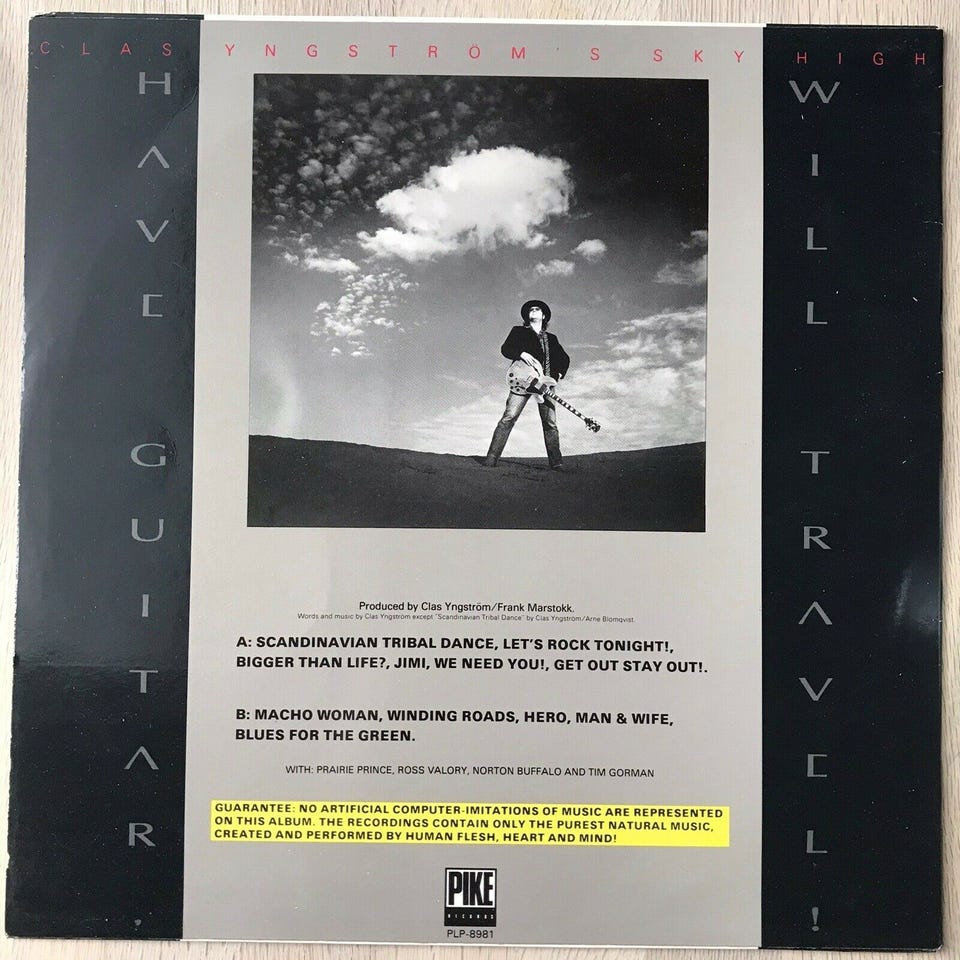 CLAS YNGSTRÖM'S SKY HIGH
HAVE GUITAR,
WILL TRAVEL!
Produced by Clas Yngström/Frank Marstokk.
Words and music by Clas Yngström except "Scandinavian Tribal Dance" by Clas Yngström/Arne Blomqvist.
A: SCANDINAVIAN TRIBAL DANCE, LET'S ROCK TONIGHT!,
BIGGER THAN LIFE?, JIMI, WE NEED YOU!, GET OUT STAY OUT!.
B: MACHO WOMAN, WINDING ROADS, HERO, MAN & WIFE,
BLUES FOR THE GREEN.
WITH: PRAIRIE PRINCE, ROSS VALORY, NORTON BUFFALO AND TIM GORMAN
GUARANTEE: NO ARTIFICIAL COMPUTER-IMITATIONS OF MUSIC ARE REPRESENTED
ON THIS ALBUM. THE RECORDINGS CONTAIN ONLY THE PUREST NATURAL MUSIC,
CREATED AND PERFORMED BY HUMAN FLESH, HEART AND MIND!
PIKE
RECORDS
PLP-8981